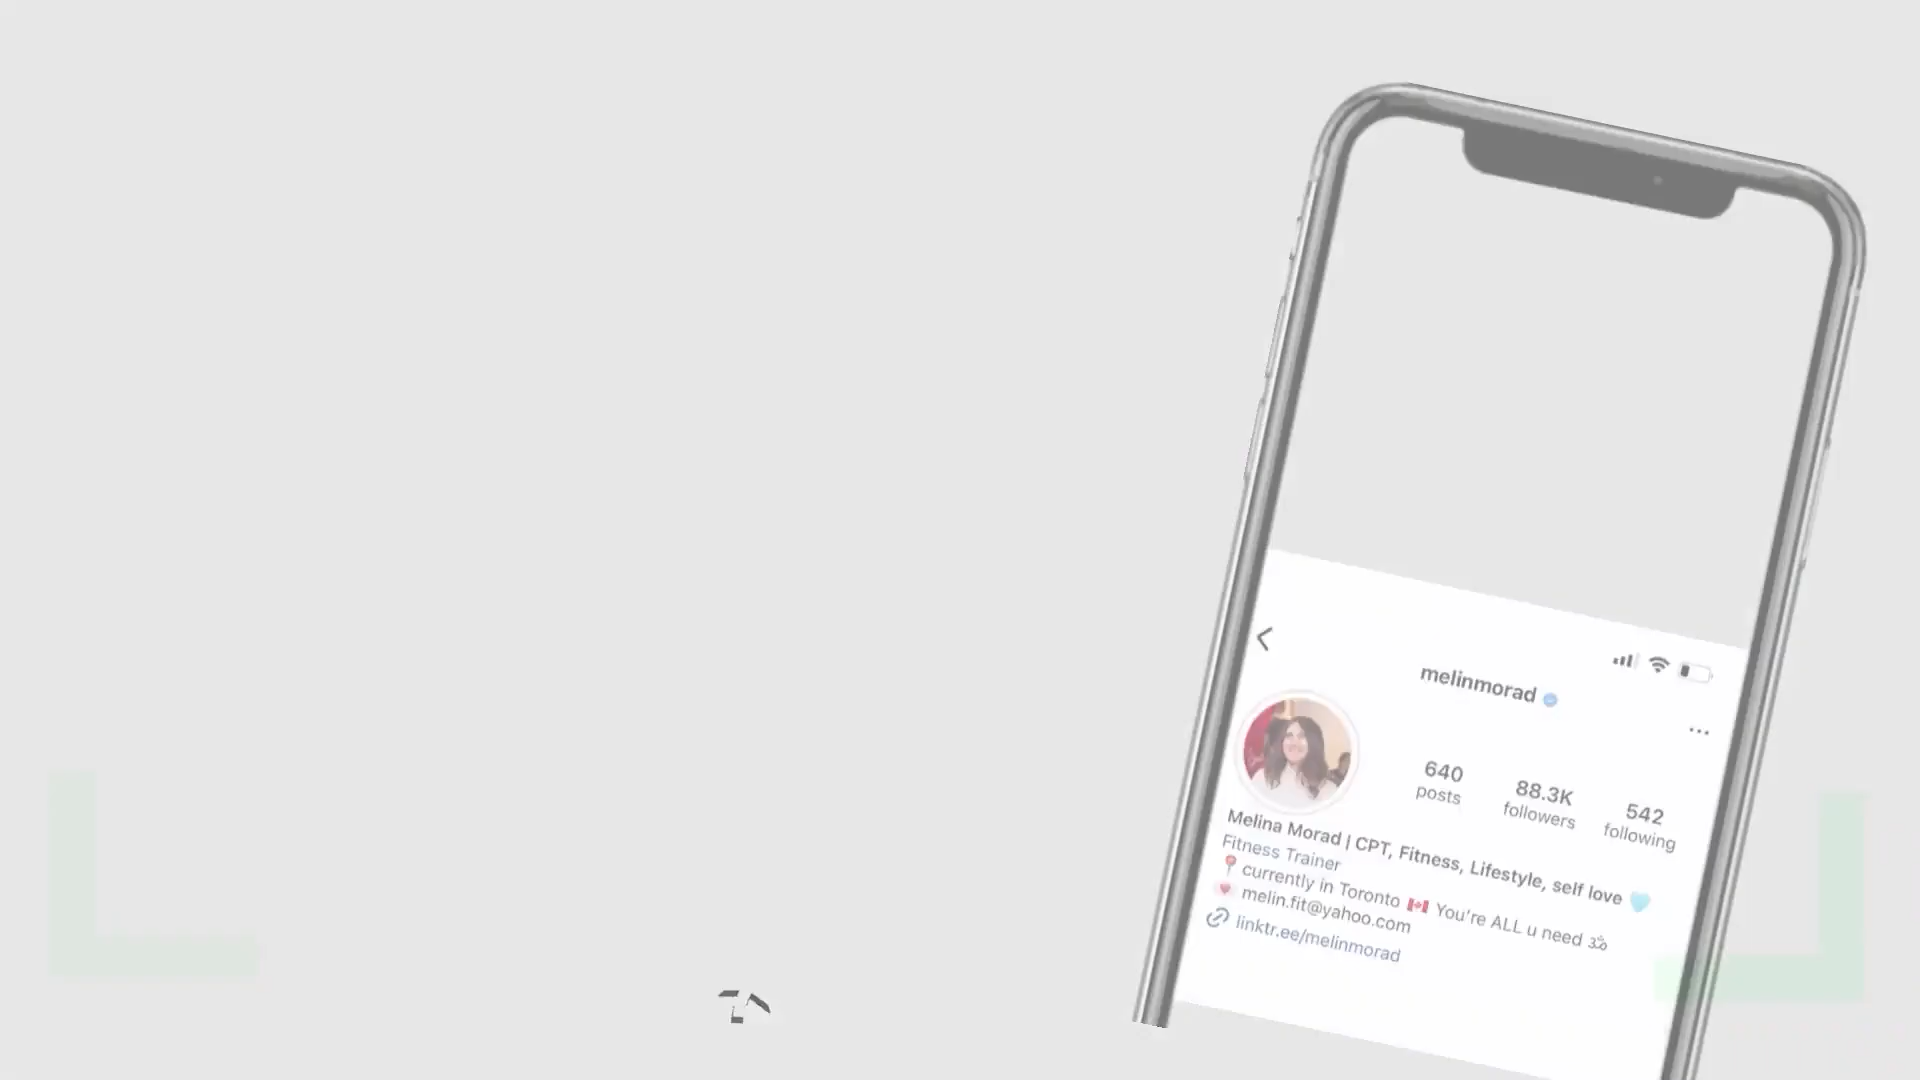 melinmorad
640 88.3K 542
posts followers following
Melina Morad | CPT, Fitness, Lifestyle, self love 🩵
Fitness Trainer
📍 currently in Toronto 🇨🇦 You're ALL u need ૐ
💌 melin.fit@yahoo.com
linktr.ee/melinmorad